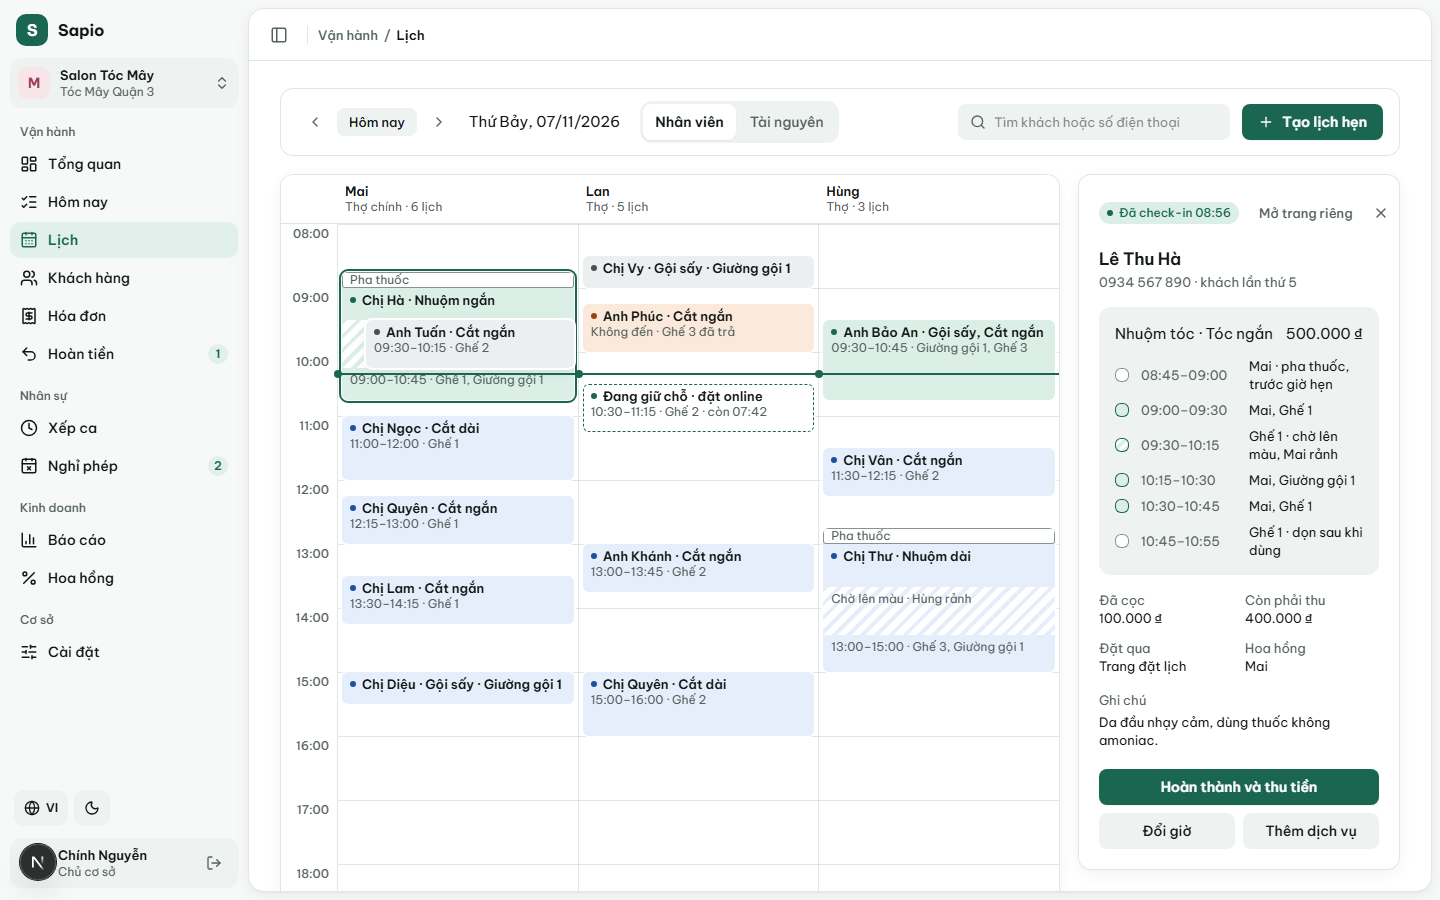 S Sapio
M Salon Tóc Mây
Tóc Mây Quận 3
Vận hành
Tổng quan
Hôm nay
Lịch
Khách hàng
Hóa đơn
Hoàn tiền 1
Nhân sự
Xếp ca
Nghỉ phép 2
Kinh doanh
Báo cáo
Hoa hồng
Cơ sở
Cài đặt
VI
N Chính Nguyễn
Chủ cơ sở
Vận hành / Lịch
Hôm nay Thứ Bảy, 07/11/2026 Nhân viên Tài nguyên Tìm khách hoặc số điện thoại + Tạo lịch hẹn
Mai
Thợ chính · 6 lịch
Lan
Thợ · 5 lịch
Hùng
Thợ · 3 lịch
08:00
09:00
10:00
11:00
12:00
13:00
14:00
15:00
16:00
17:00
18:00
Pha thuốc
Chị Hà · Nhuộm ngắn
Anh Tuấn · Cắt ngắn
09:30–10:15 · Ghế 2
09:00–10:45 · Ghế 1, Giường gội 1
Chị Ngọc · Cắt dài
11:00–12:00 · Ghế 1
Chị Quyên · Cắt ngắn
12:15–13:00 · Ghế 1
Chị Lam · Cắt ngắn
13:30–14:15 · Ghế 1
Chị Diệu · Gội sấy · Giường gội 1
Chị Vy · Gội sấy · Giường gội 1
Anh Phúc · Cắt ngắn
Không đến · Ghế 3 đã trả
Đang giữ chỗ · đặt online
10:30–11:15 · Ghế 2 · còn 07:42
Anh Khánh · Cắt ngắn
13:00–13:45 · Ghế 2
Chị Quyên · Cắt dài
15:00–16:00 · Ghế 2
Anh Bảo An · Gội sấy, Cắt ngắn
09:30–10:45 · Giường gội 1, Ghế 3
Chị Vân · Cắt ngắn
11:30–12:15 · Ghế 2
Pha thuốc
Chị Thư · Nhuộm dài
Chờ lên màu · Hùng rảnh
13:00–15:00 · Ghế 3, Giường gội 1
Đã check-in 08:56 Mở trang riêng
Lê Thu Hà
0934 567 890 · khách lần thứ 5
Nhuộm tóc · Tóc ngắn 500.000 ₫
08:45–09:00 Mai · pha thuốc,
trước giờ hẹn
09:00–09:30 Mai, Ghế 1
09:30–10:15 Ghế 1 · chờ lên
màu, Mai rảnh
10:15–10:30 Mai, Giường gội 1
10:30–10:45 Mai, Ghế 1
10:45–10:55 Ghế 1 · dọn sau khi
dùng
Đã cọc Còn phải thu
100.000 ₫ 400.000 ₫
Đặt qua Hoa hồng
Trang đặt lịch Mai
Ghi chú
Da đầu nhạy cảm, dùng thuốc không
amoniac.
Hoàn thành và thu tiền
Đổi giờ Thêm dịch vụ